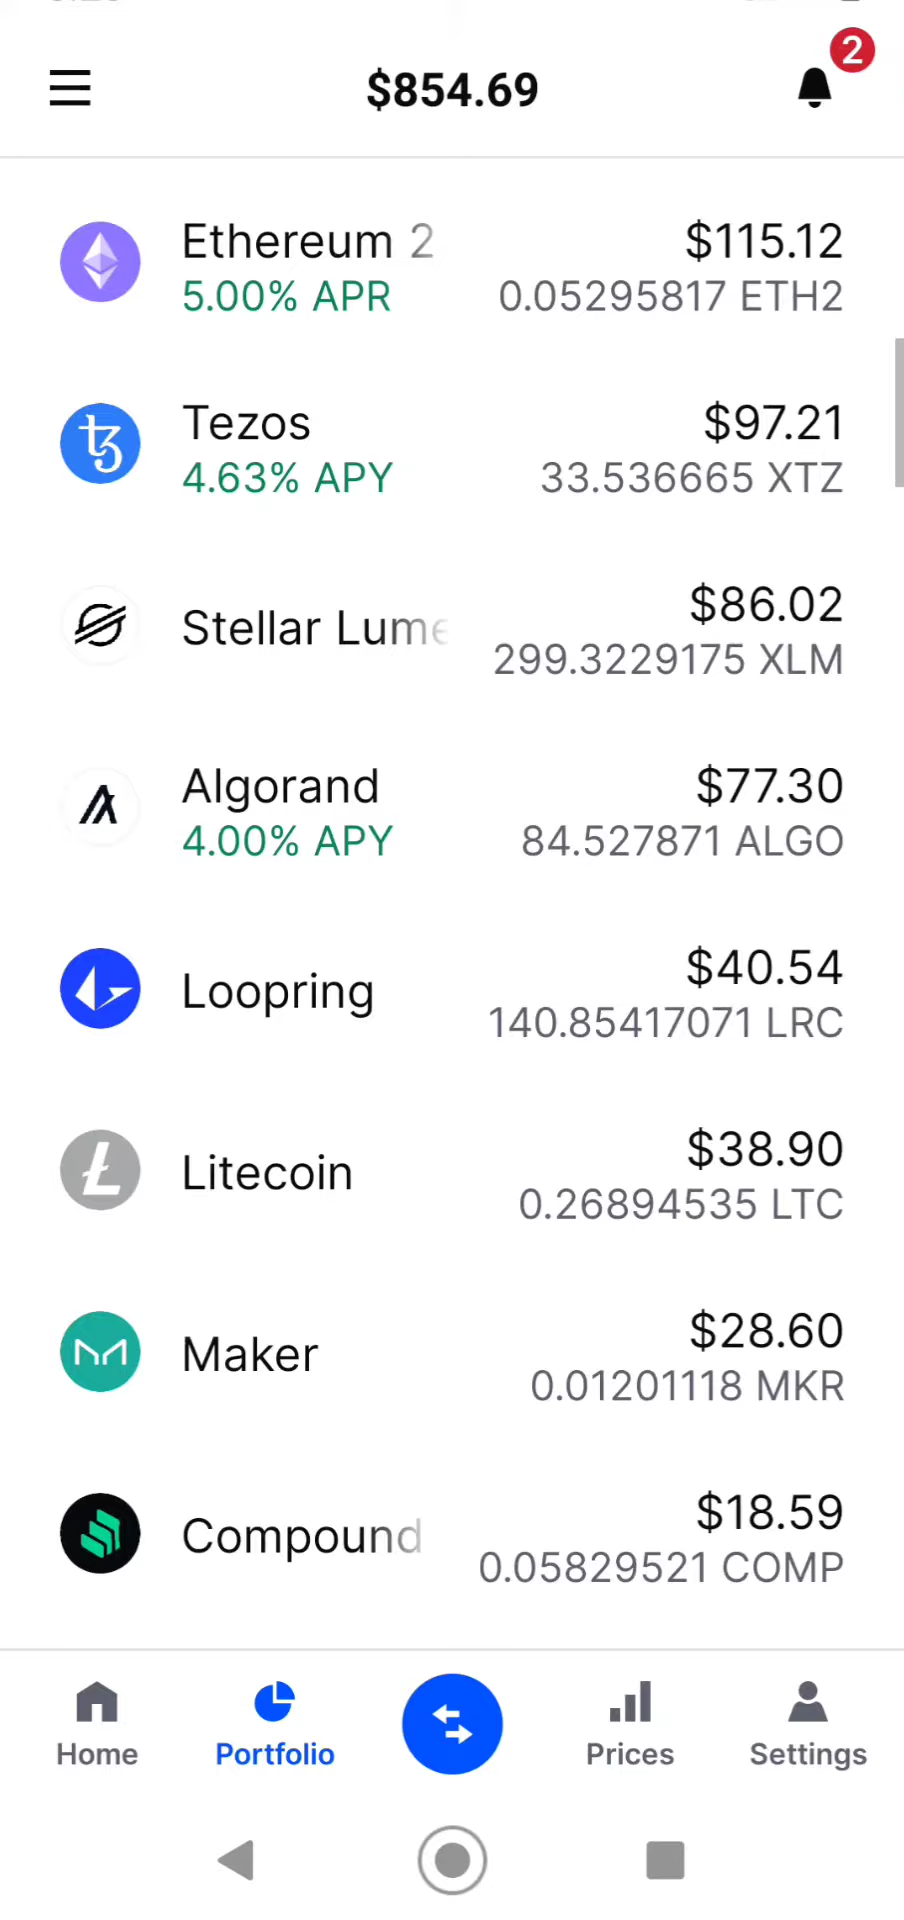 $854.69
2
Ethereum 2
$115.12
5.00% APR
0.05295817 ETH2
Tezos
$97.21
4.63% APY
33.536665 XTZ
Stellar Lume
$86.02
299.3229175 XLM
Algorand
$77.30
4.00% APY
84.527871 ALGO
Loopring
$40.54
140.85417071 LRC
Litecoin
$38.90
0.26894535 LTC
Maker
$28.60
0.01201118 MKR
Compound
$18.59
0.05829521 COMP
Home
Portfolio
Prices
Settings